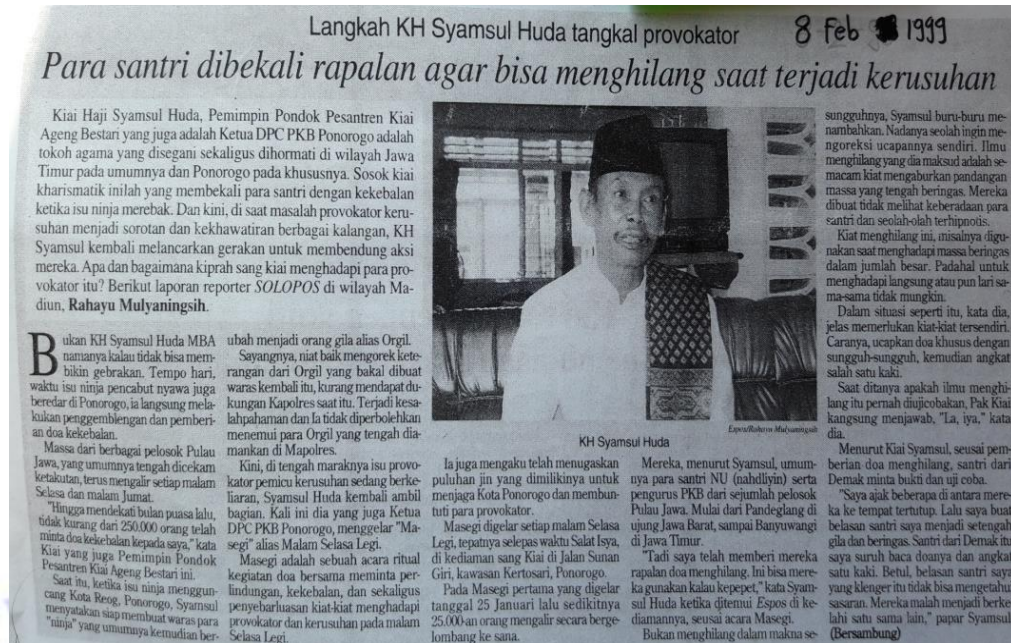 Langkah KH Syamsul Huda tangkal provokator
8 Feb 1999
Para santri dibekali rapalan agar bisa menghilang saat terjadi kerusuhan
Kiai Haji Syamsul Huda, Pemimpin Pondok Pesantren Kiai
Ageng Bestari yang juga adalah Ketua DPC PKB Ponorogo adalah
tokoh agama yang disegani sekaligus dihormati di wilayah Jawa
Timur pada umumnya dan Ponorogo pada khususnya. Sosok kiai
kharismatik inilah yang membekali para santri dengan kekebalan
ketika isu ninja merebak. Dan kini, di saat masalah provokator keru-
suhan menjadi sorotan dan kekhawatiran berbagai kalangan, KH
Syamsul kembali melancarkan gerakan untuk membendung aksi
mereka. Apa dan bagaimana kiprah sang kiai menghadapi para pro-
vokator itu? Berikut laporan reporter SOLOPOS di wilayah Ma-
diun, Rahayu Mulyaningsih.
Bukan KH Syamsul Huda MBA
namanya kalau tidak bisa mem-
bikin gebrakan. Tempo hari,
waktu isu ninja pencabut nyawa juga
beredar di Ponorogo, ia langsung mela-
kukan penggemblengan dan pemberi-
an doa kekebalan.
Massa dari berbagai pelosok Pulau
Jawa, yang umumnya tengah dicekam
ketakutan, terus mengalir setiap malam
Selasa dan malam Jumat.
"Hingga mendekati bulan puasa lalu,
tidak kurang dari 250.000 orang telah
minta doa kekebalan kepada saya," kata
Kiai yang juga Pemimpin Pondok
Pesantren Kiai Ageng Bestari ini.
Saat itu, ketika isu ninja menggun-
cang Kota Reog, Ponorogo, Syamsul
menyatakan siap membuat waras para
"ninja" yang umumnya kemudian ber-
ubah menjadi orang gila alias Orgil.
Sayangnya, niat baik mengorek kete-
rangan dari Orgil yang bakal dibuat
waras kembali itu, kurang mendapat du-
kungan Kapolres saat itu. Terjadi kesa-
lahpahaman dan Ia tidak diperbolehkan
menemui para Orgil yang tengah dia-
mankan di Mapolres.
Kini, di tengah maraknya isu provo-
kator pemicu kerusuhan sedang berke-
liaran, Syamsul Huda kembali ambil
bagian. Kali ini dia yang juga Ketua
DPC PKB Ponorogo, menggelar "Ma-
segi" alias Malam Selasa Legi.
Masegi adalah sebuah acara ritual
kegiatan doa bersama meminta per-
lindungan, kekebalan, dan sekaligus
penyebarluasan kiat-kiat menghadapi
provokator dan kerusuhan pada malam
Selasa Legi.
Espos/Rahayu Mulyaningsih
KH Syamsul Huda
Ia juga mengaku telah menugaskan
puluhan jin yang dimilikinya untuk
menjaga Kota Ponorogo dan membun-
tuti para provokator.
Masegi digelar setiap malam Selasa
Legi, tepatnya selepas waktu Salat Isya,
di kediaman sang Kiai di Jalan Sunan
Giri, kawasan Kertosari, Ponorogo.
Pada Masegi pertama yang digelar
tanggal 25 Januari lalu sedikitnya
25.000-an orang mengalir secara berge-
lombang ke sana.
Mereka, menurut Syamsul, umum-
nya para santri NU (nahdliyin) serta
pengurus PKB dari sejumlah pelosok
Pulau Jawa. Mulai dari Pandeglang di
ujung Jawa Barat, sampai Banyuwangi
di Jawa Timur.
"Tadi saya telah memberi mereka
rapalan doa menghilang. Ini bisa mere-
ka gunakan kalau kepepet," kata Syam-
sul Huda ketika ditemui Espos di ke-
diamannya, seusai acara Masegi.
Bukan menghilang dalam makna se-
sungguhnya, Syamsul buru-buru me-
nambahkan. Nadanya seolah ingin me-
ngoreksi ucapannya sendiri. Ilmu
menghilang yang dia maksud adalah se-
macam kiat mengaburkan pandangan
massa yang tengah beringas. Mereka
dibuat tidak melihat keberadaan para
santri dan seolah-olah terhipnotis.
Kiat menghilang ini, misalnya digu-
nakan saat menghadapi massa beringas
dalam jumlah besar. Padahal untuk
menghadapi langsung atau pun lari sa-
ma-sama tidak mungkin.
Dalam situasi seperti itu, kata dia,
jelas memerlukan kiat-kiat tersendiri.
Caranya, ucapkan doa khusus dengan
sungguh-sungguh, kemudian angkat
salah satu kaki.
Saat ditanya apakah ilmu menghi-
lang itu pernah diujicobakan, Pak Kiai
kangsung menjawab, "La, iya," kata
dia.
Menurut Kiai Syamsul, seusai pem-
berian doa menghilang, santri dari
Demak minta bukti dan uji coba.
"Saya ajak beberapa di antara mere-
ka ke tempat tertutup. Lalu saya buat
belasan santri saya menjadi setengah
gila dan beringas. Santri dari Demak itu
saya suruh baca doanya dan angkat
satu kaki. Betul, belasan santri saya
yang klenger itu tidak bisa mengetahu
sasaran. Mereka malah menjadi berke
lahi satu sama lain," papar Syamsul
(Bersambung)